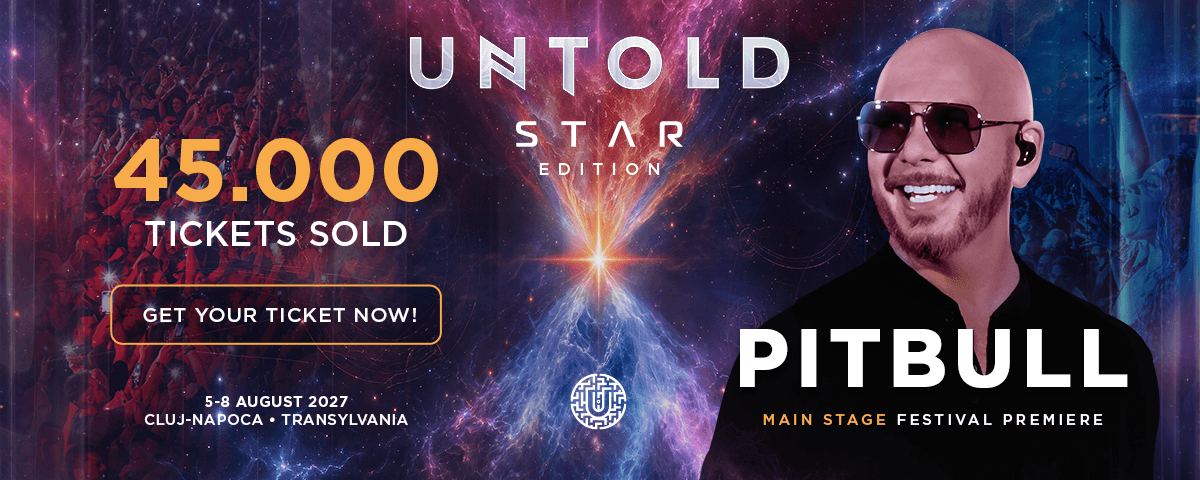 UNTOLD
STAR
EDITION
45.000
TICKETS SOLD
GET YOUR TICKET NOW!
5-8 AUGUST 2027
CLUJ-NAPOCA • TRANSYLVANIA
U
PITBULL
MAIN STAGE FESTIVAL PREMIERE